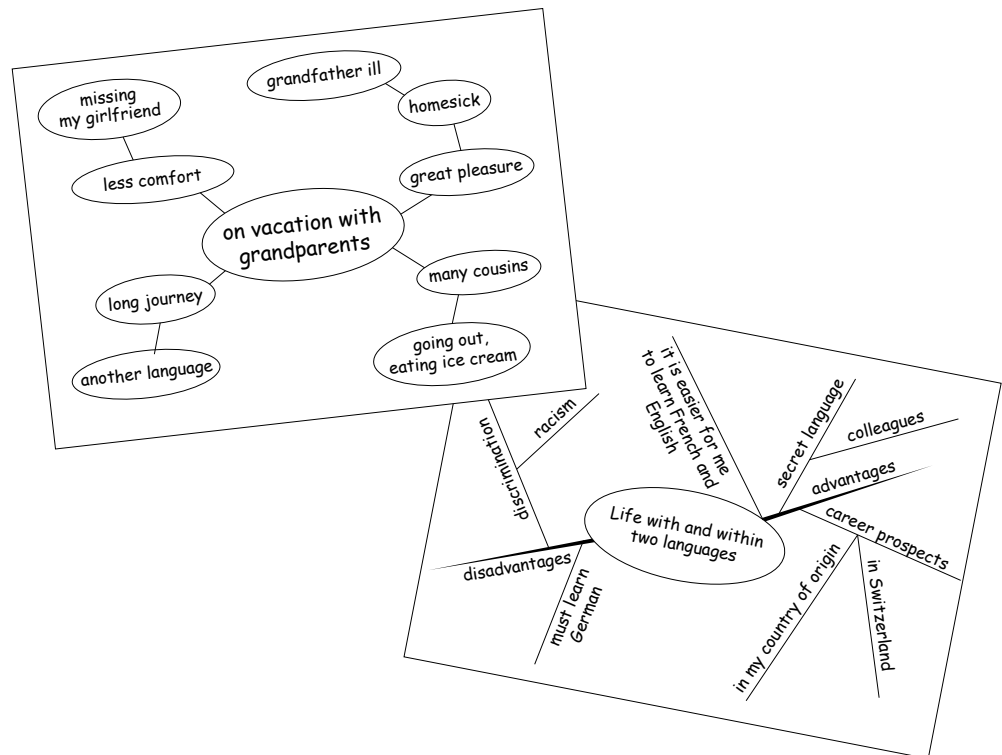 missing
my girlfriend
grandfather ill
homesick
less comfort
great pleasure
on vacation with
grandparents
long journey
many cousins
another language
going out,
eating ice cream
it is easier for me
to learn French and
English
secret language
colleagues
advantages
racism
discrimination
Life with and within
two languages
career prospects
disadvantages
must learn
German
in my country of origin
in Switzerland